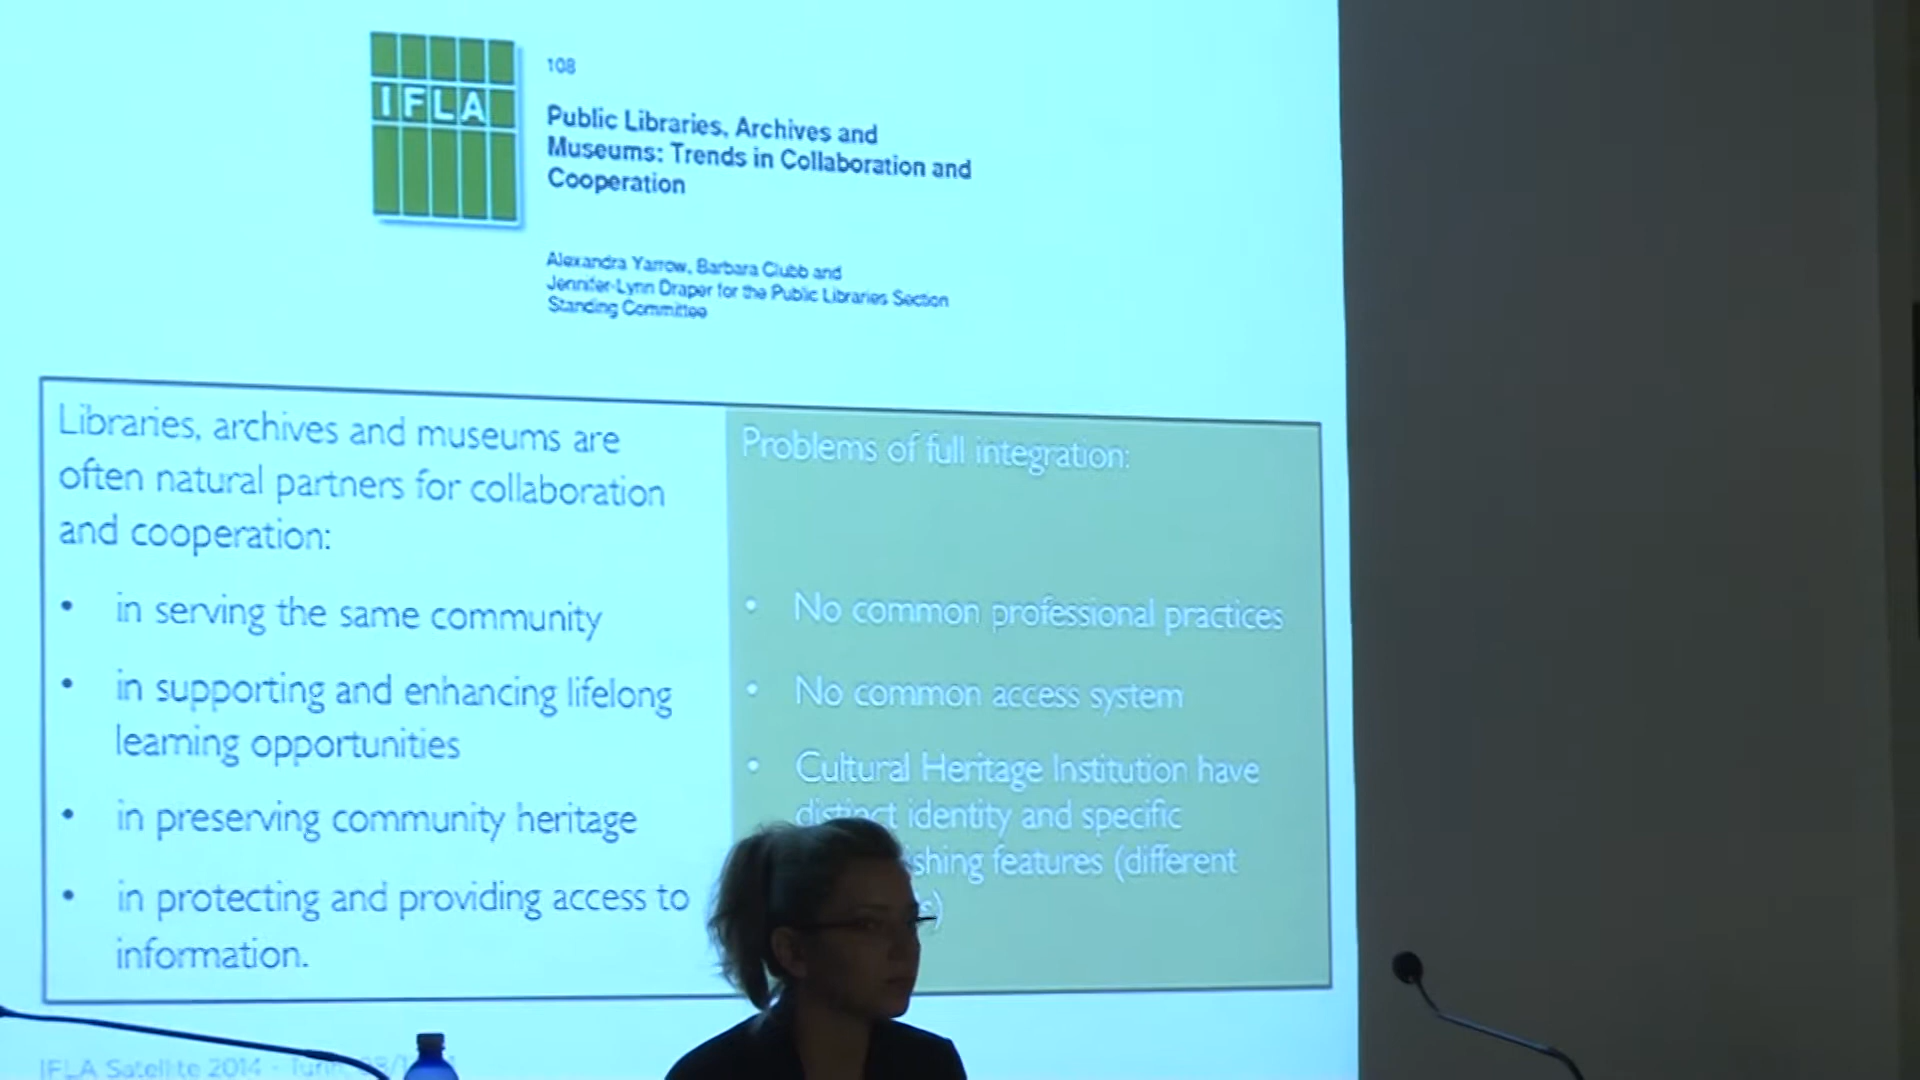 IFLA
108
Public Libraries, Archives and
Museums: Trends in Collaboration and
Cooperation
Alexandra Yarrow, Barbara Clubb and
Jennifer-Lynn Draper for the Public Libraries Section
Standing Committee
Libraries, archives and museums are
often natural partners for collaboration
and cooperation:
• in serving the same community
• in supporting and enhancing lifelong
learning opportunities
• in preserving community heritage
• in protecting and providing access to
information.
Problems of full integration:
• No common professional practices
• No common access system
• Cultural Heritage Institution have
distinct identity and specific
features (different
IFLA Satellite 2014 - Turin